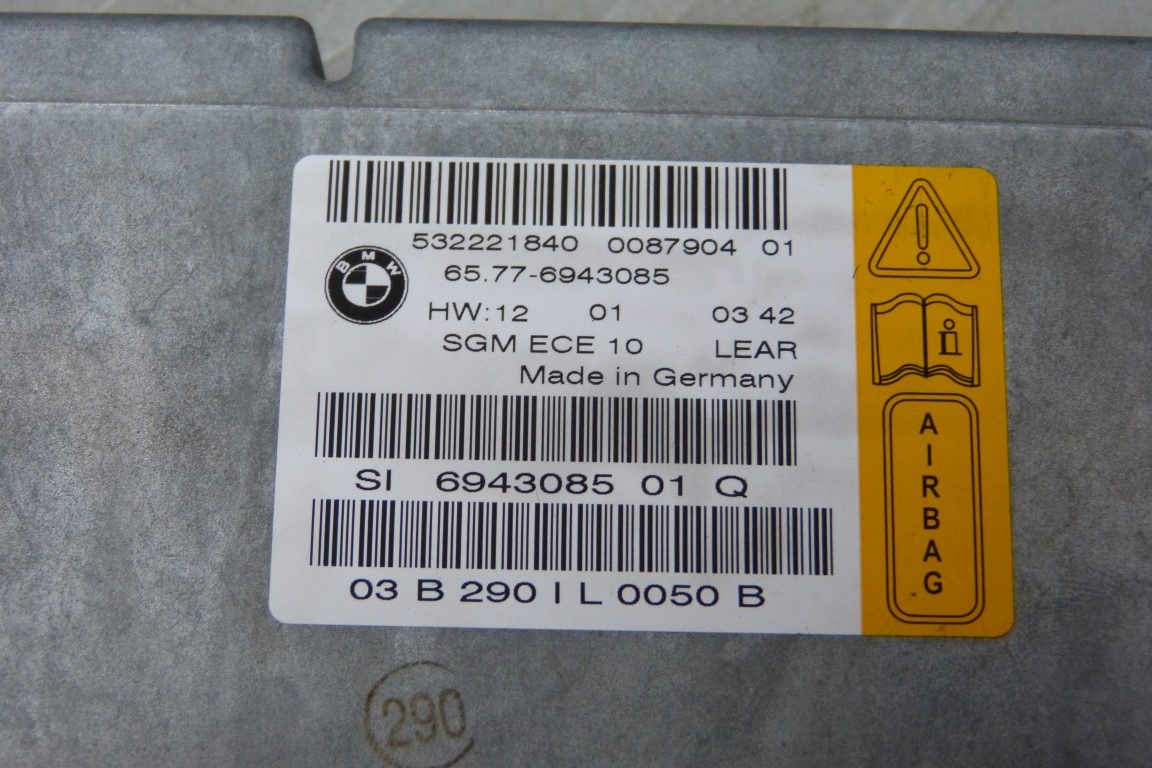 532221840 0087904 01
BMW
65.77-6943085
HW:12 01 03 42
SGM ECE 10 LEAR
Made in Germany
SI 6943085 01 Q
03 B 290 I L 0050 B
i
AIRBAG
290